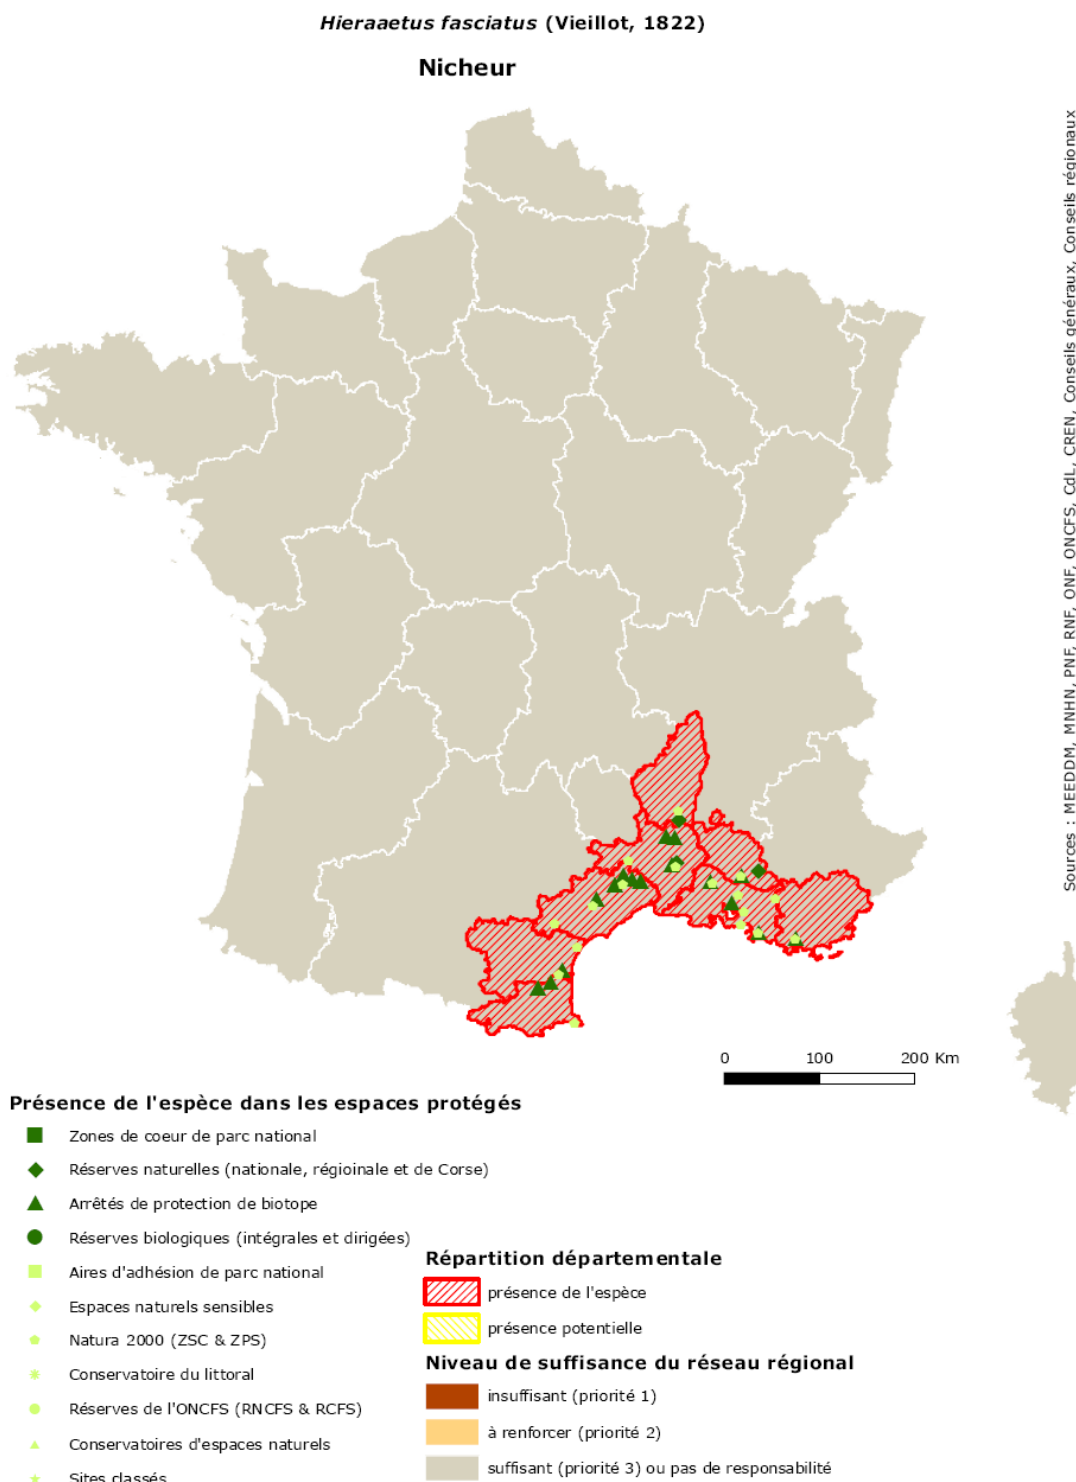 Hieraaetus fasciatus (Vieillot, 1822)
Nicheur
Sources : MEEDDM, MNHN, PNF, RNF, ONF, ONCFS, CdL, CREN, Conseils généraux, Conseils régionaux
0 100 200 Km
Présence de l'espèce dans les espaces protégés
Zones de coeur de parc national
Réserves naturelles (nationale, régioinale et de Corse)
Arrêtés de protection de biotope
Réserves biologiques (intégrales et dirigées)
Aires d'adhésion de parc national
Espaces naturels sensibles
Natura 2000 (ZSC & ZPS)
Conservatoire du littoral
Réserves de l'ONCFS (RNCFS & RCFS)
Conservatoires d'espaces naturels
Sites classés
Répartition départementale
présence de l'espèce
présence potentielle
Niveau de suffisance du réseau régional
insuffisant (priorité 1)
à renforcer (priorité 2)
suffisant (priorité 3) ou pas de responsabilité